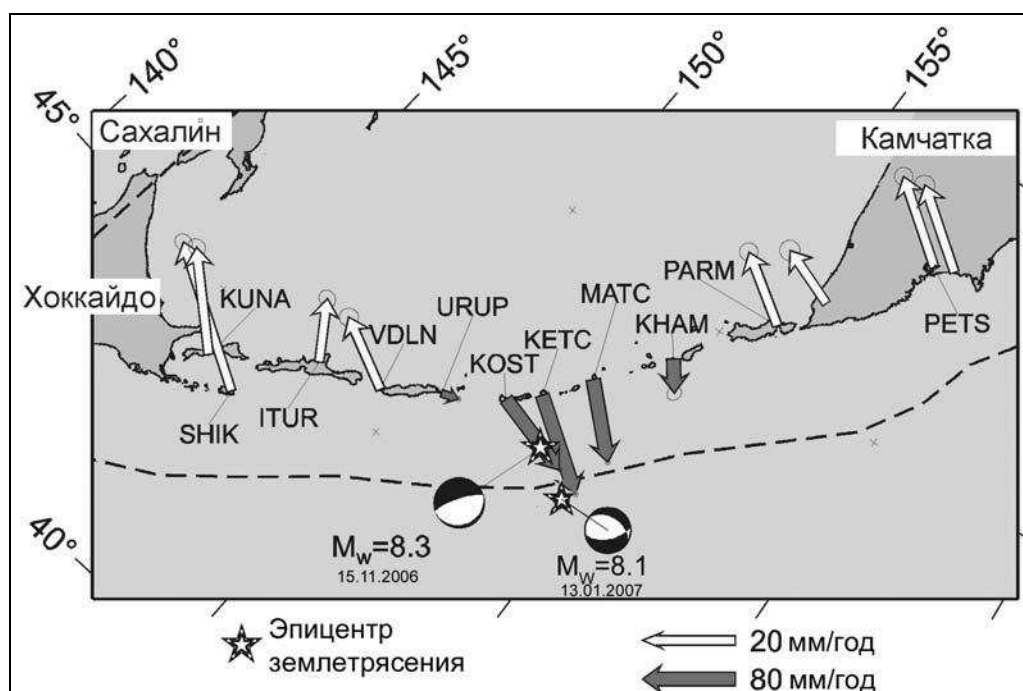 140°
145°
150°
155°
45°
Сахалин
Камчатка
Хоккайдо
KUNA
URUP
MATC
PARM
VDLN
KOST
KETC
KHAM
PETS
SHIK
ITUR
40°
Mw=8.3
15.11.2006
Mw=8.1
13.01.2007
Эпицентр
землетрясения
20 мм/год
80 мм/год